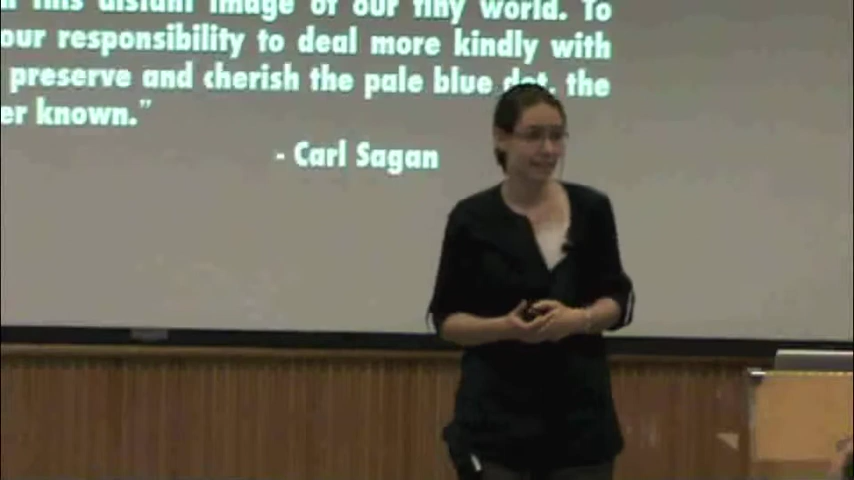 this distant image of our tiny world. To
our responsibility to deal more kindly with
preserve and cherish the pale blue dot, the
er known.”
- Carl Sagan